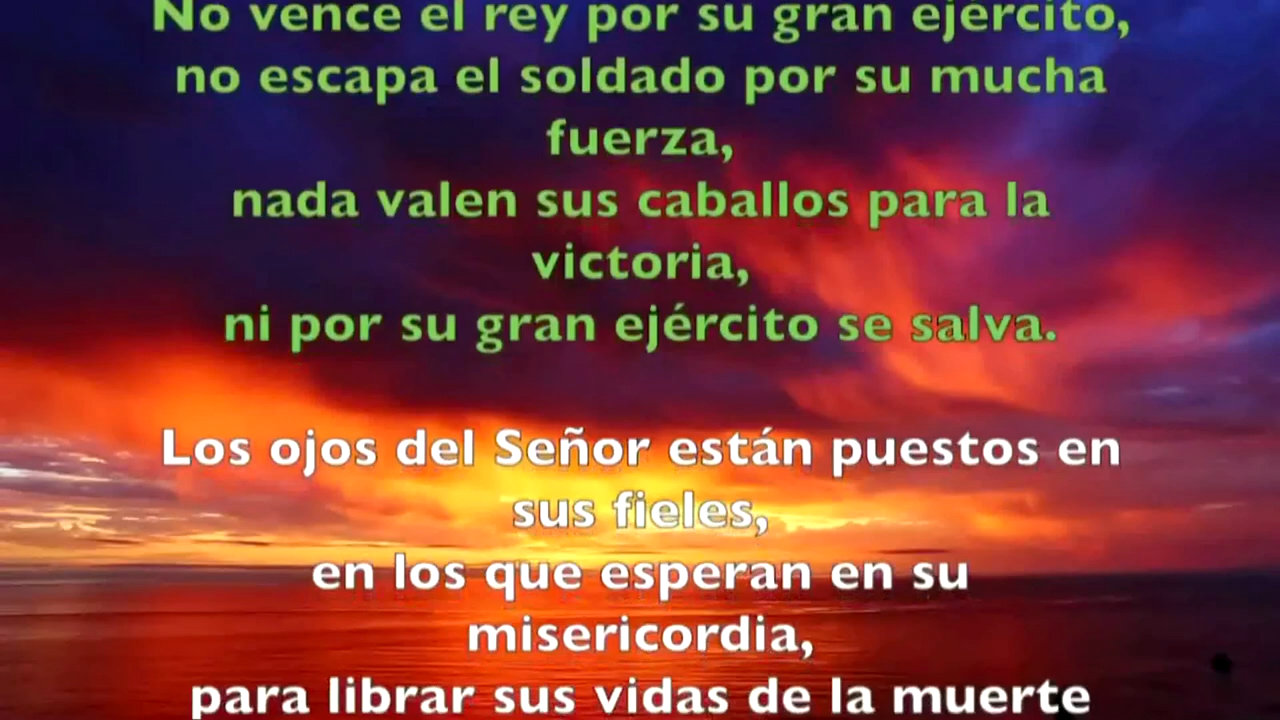 No vence el rey por su gran ejército,
no escapa el soldado por su mucha
fuerza,
nada valen sus caballos para la
victoria,
ni por su gran ejército se salva.
Los ojos del Señor están puestos en
sus fieles,
en los que esperan en su
misericordia,
para librar sus vidas de la muerte